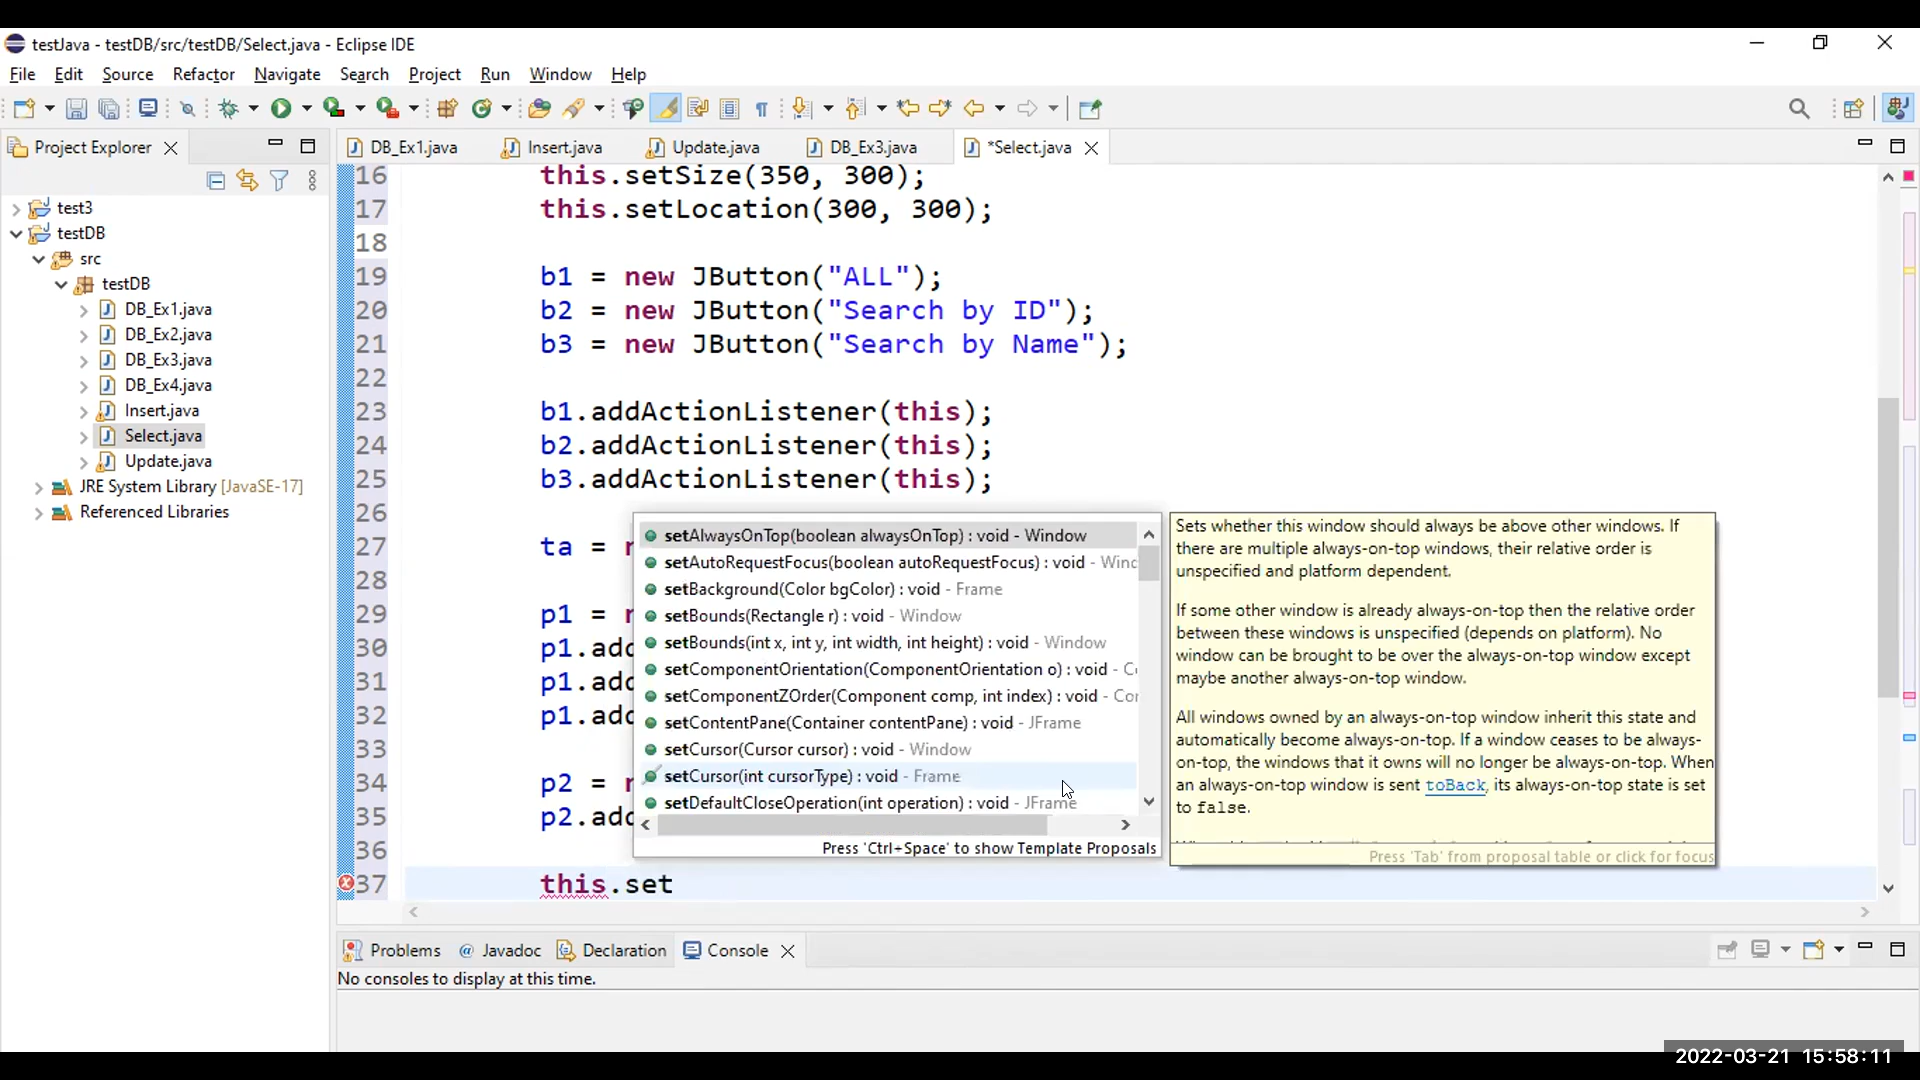 testJava - testDB/src/testDB/Select.java - Eclipse IDE
File Edit Source Refactor Navigate Search Project Run Window Help
Project Explorer
DB_Ex1.java Insert.java Update.java DB_Ex3.java *Select.java
test3
testDB
src
testDB
DB_Ex1.java
DB_Ex2.java
DB_Ex3.java
DB_Ex4.java
Insert.java
Select.java
Update.java
JRE System Library [JavaSE-17]
Referenced Libraries
16 this.setSize(350, 300);
17 this.setLocation(300, 300);
18
19 b1 = new JButton("ALL");
20 b2 = new JButton("Search by ID");
21 b3 = new JButton("Search by Name");
22
23 b1.addActionListener(this);
24 b2.addActionListener(this);
25 b3.addActionListener(this);
26
27 ta =
28
29 p1 =
30 p1.add
31 p1.add
32 p1.add
33
34 p2 =
35 p2.add
36
37 this.set
setAlwaysOnTop(boolean alwaysOnTop) : void - Window
setAutoRequestFocus(boolean autoRequestFocus) : void - Winc
setBackground(Color bgColor) : void - Frame
setBounds(Rectangle r) : void - Window
setBounds(int x, int y, int width, int height) : void - Window
setComponentOrientation(ComponentOrientation o) : void - C
setComponentZOrder(Component comp, int index) : void - Cor
setContentPane(Container contentPane) : void - JFrame
setCursor(Cursor cursor) : void - Window
setCursor(int cursorType) : void - Frame
setDefaultCloseOperation(int operation) : void - JFrame
Press 'Ctrl+Space' to show Template Proposals
Sets whether this window should always be above other windows. If
there are multiple always-on-top windows, their relative order is
unspecified and platform dependent.
If some other window is already always-on-top then the relative order
between these windows is unspecified (depends on platform). No
window can be brought to be over the always-on-top window except
maybe another always-on-top window.
All windows owned by an always-on-top window inherit this state and
automatically become always-on-top. If a window ceases to be always-
on-top, the windows that it owns will no longer be always-on-top. When
an always-on-top window is sent toBack, its always-on-top state is set
to false.
Press 'Tab' from proposal table or click for focus
Problems @ Javadoc Declaration Console
No consoles to display at this time.
2022-03-21 15:58:11